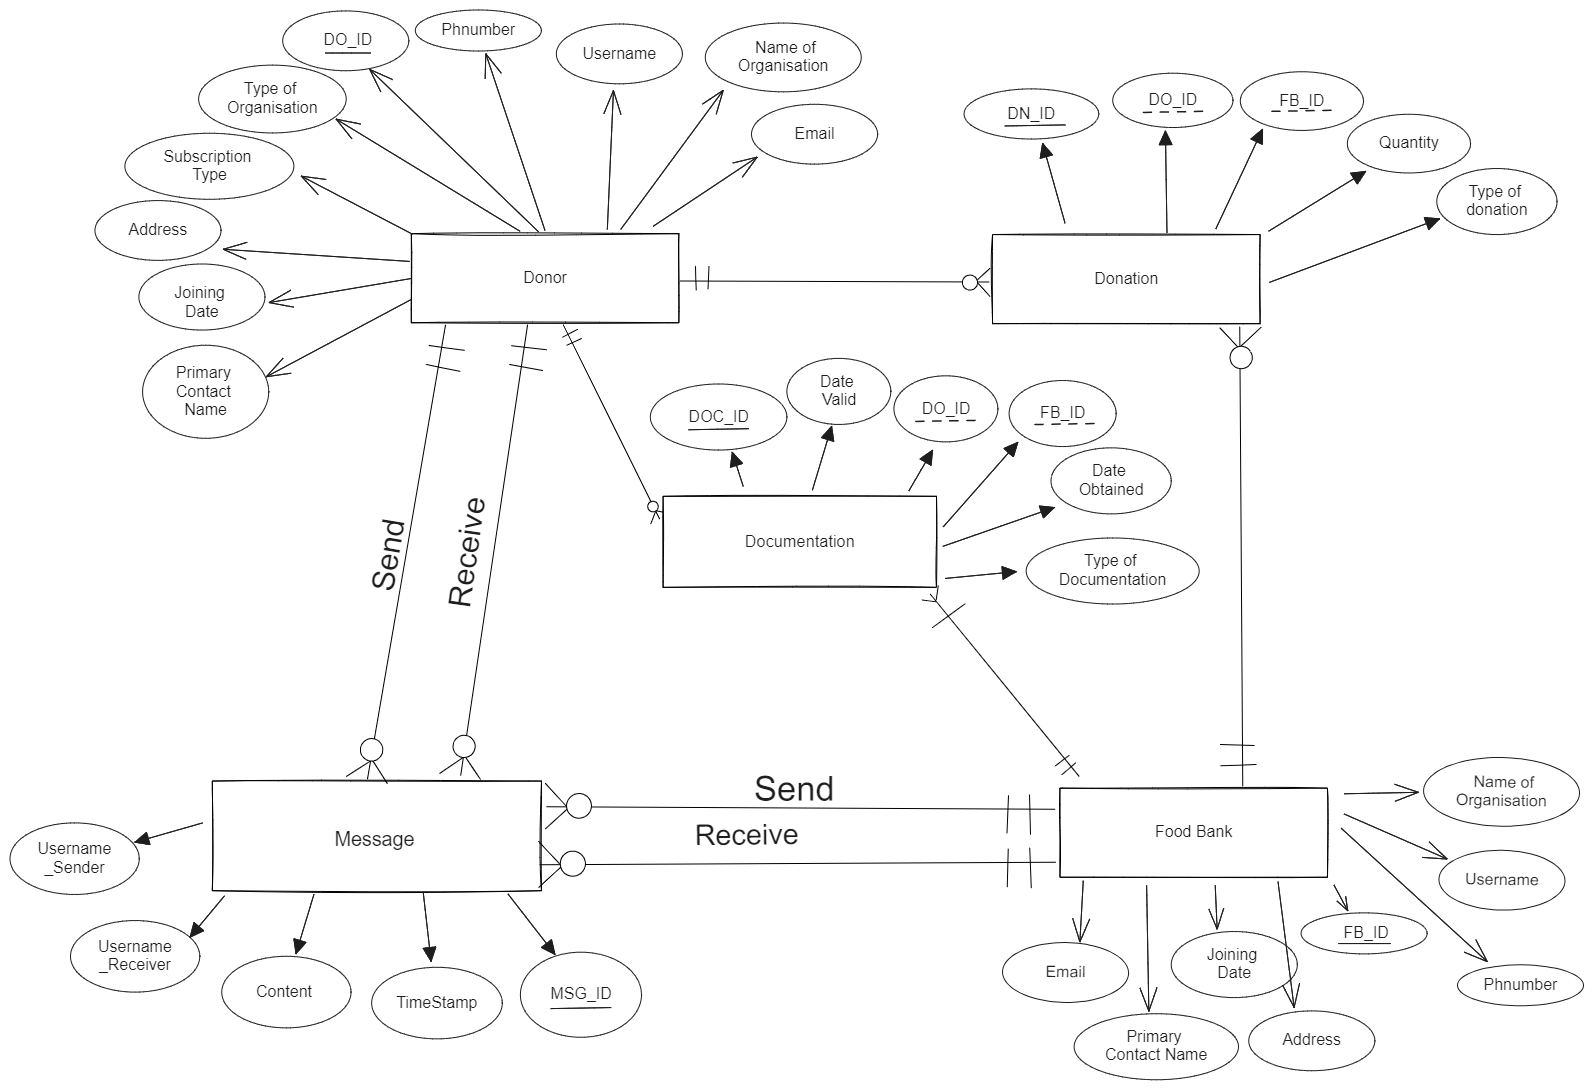 DO_ID
Phnumber
Username
Name of
Organisation
Type of
Organisation
Email
Subscription
Type
Address
Joining
Date
Primary
Contact
Name
Donor
DN_ID
DO_ID
FB_ID
Quantity
Type of
donation
Donation
DOC_ID
Date
Valid
DO_ID
FB_ID
Date
Obtained
Type of
Documentation
Documentation
Send
Receive
Send
Receive
Message
Username
_Sender
Username
_Receiver
Content
TimeStamp
MSG_ID
Food Bank
Name of
Organisation
Username
FB_ID
Phnumber
Email
Joining
Date
Primary
Contact Name
Address